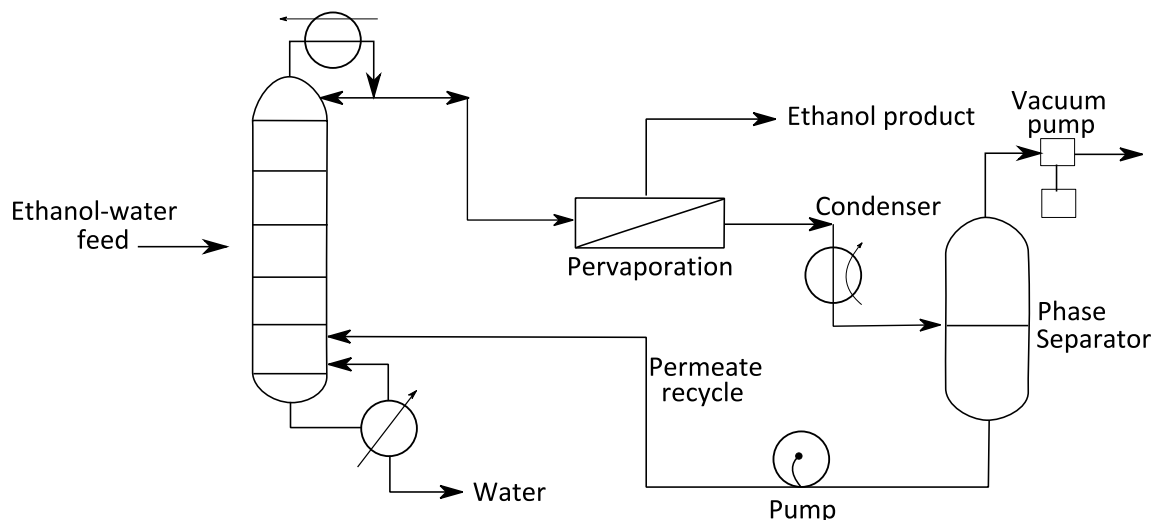 Ethanol product
Vacuum
pump
Ethanol-water
feed
Condenser
Pervaporation
Phase
Separator
Permeate
recycle
Water
Pump